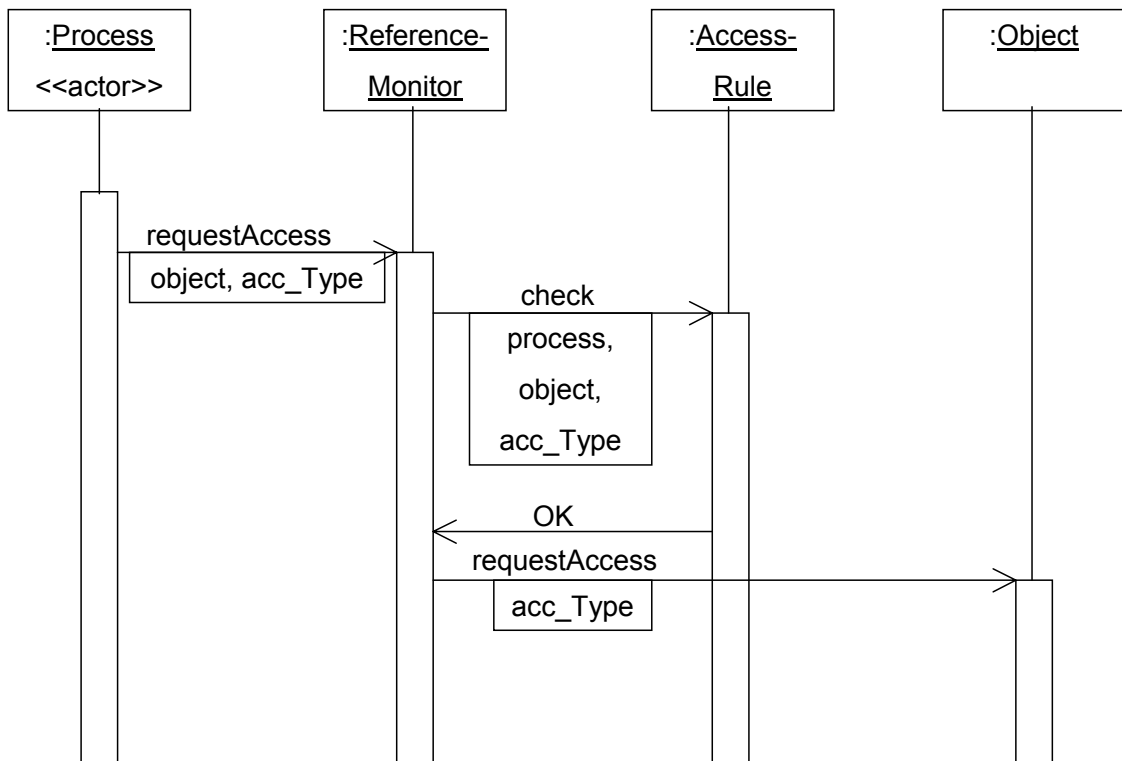 :Process
<<actor>>
:Reference-
Monitor
:Access-
Rule
:Object
requestAccess
object, acc_Type
check
process,
object,
acc_Type
OK
requestAccess
acc_Type